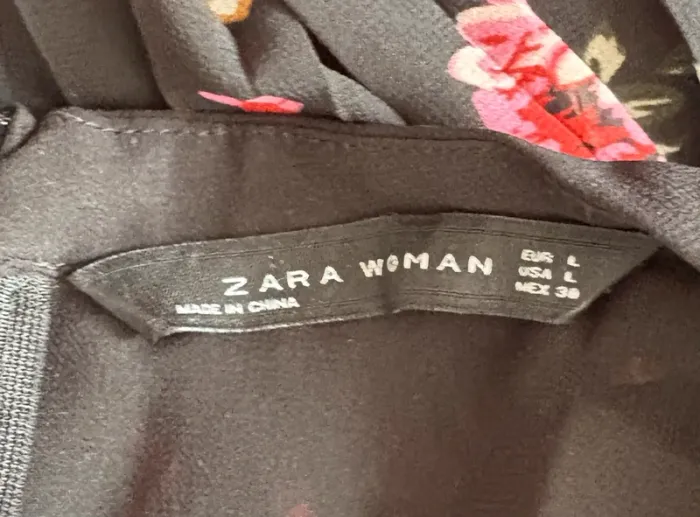 ZARA WOMAN
MADE IN CHINA
EUR L
USA L
MEX 30